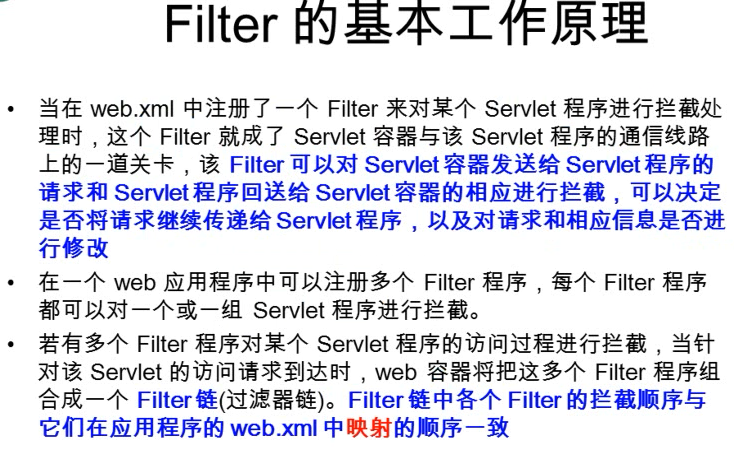 Filter 的基本工作原理
• 当在 web.xml 中注册了一个 Filter 来对某个 Servlet 程序进行拦截处
理时，这个 Filter 就成了 Servlet 容器与该 Servlet 程序的通信线路
上的一道关卡，该 Filter 可以对 Servlet 容器发送给 Servlet 程序的
请求和 Servlet 程序回送给 Servlet 容器的相应进行拦截，可以决定
是否将请求继续传递给 Servlet 程序，以及对请求和相应信息是否进
行修改
• 在一个 web 应用程序中可以注册多个 Filter 程序，每个 Filter 程序
都可以对一个或一组 Servlet 程序进行拦截。
• 若有多个 Filter 程序对某个 Servlet 程序的访问过程进行拦截，当针
对该 Servlet 的访问请求到达时，web 容器将把这多个 Filter 程序组
合成一个 Filter 链(过滤器链)。Filter 链中各个 Filter 的拦截顺序与
它们在应用程序的 web.xml 中映射的顺序一致